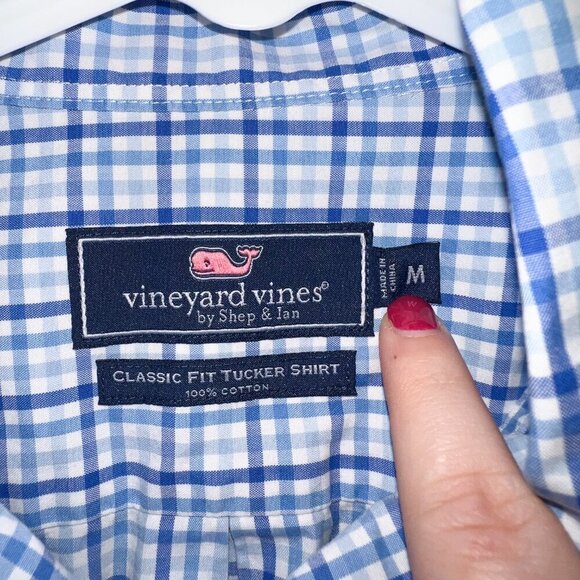 vineyard vines®
by Shep & Ian
MADE IN
CHINA
M
CLASSIC FIT TUCKER SHIRT
100% COTTON